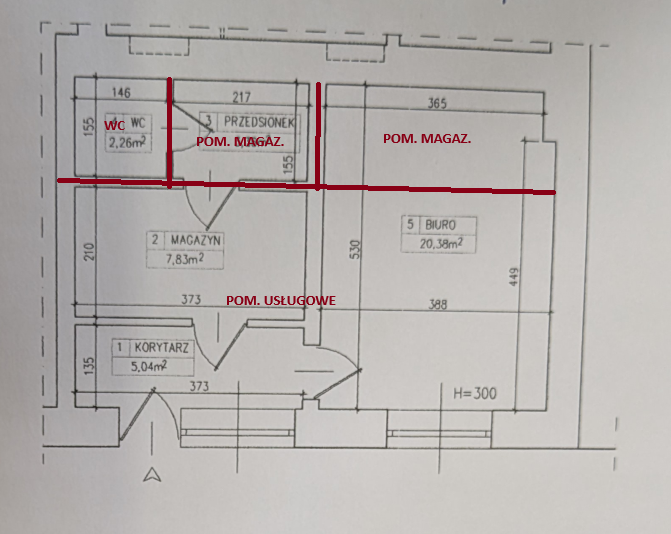 146
217
365
155
4 WC
WC
2,26m²
3 PRZEDSIONEK
POM. MAGAZ.
155
POM. MAGAZ.
210
2 MAGAZYN
7,83m²
5 BIURO
20,38m²
530
449
373
POM. USŁUGOWE
388
1 KORYTARZ
5,04m²
135
373
H=300